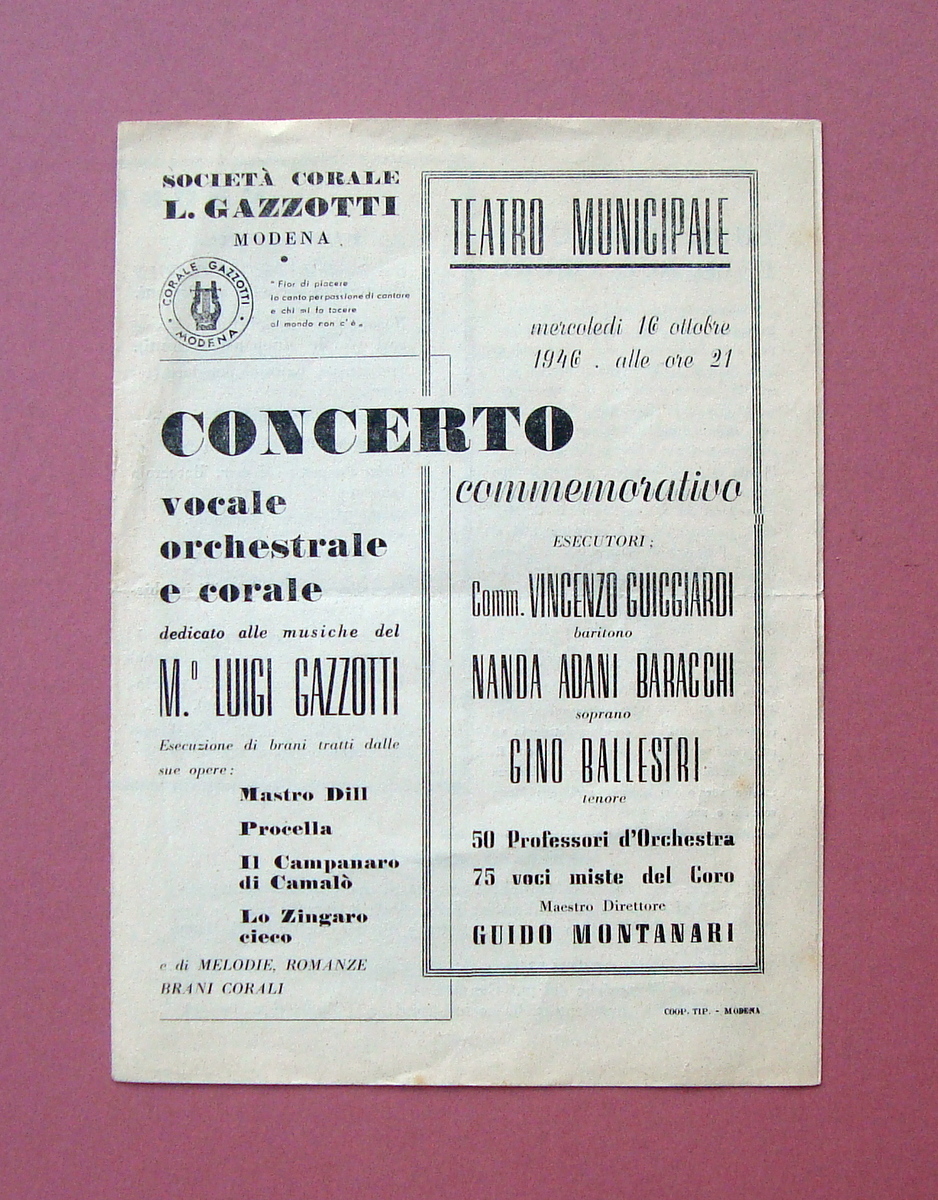 SOCIETÀ CORALE
L. GAZZOTTI
MODENA
CORALE GAZZOTTI
• MODENA •
"Fior di piacere
io canto per passione di cantare
e chi mi fa tacere
al mondo non c'è„
TEATRO MUNICIPALE
mercoledì 16 ottobre
1946 . alle ore 21
CONCERTO
commemorativo
vocale
orchestrale
e corale
dedicato alle musiche del
M.º LUIGI GAZZOTTI
Esecuzione di brani tratti dalle
sue opere:
Mastro Dill
Procella
Il Campanaro
di Camalò
Lo Zingaro
cieco
e di MELODIE, ROMANZE
BRANI CORALI
ESECUTORI;
Comm. VINCENZO GUICCIARDI
baritono
NANDA ADANI BARACCHI
soprano
GINO BALLESTRI
tenore
50 Professori d'Orchestra
75 voci miste del Coro
Maestro Direttore
GUIDO MONTANARI
COOP. TIP. - MODENA